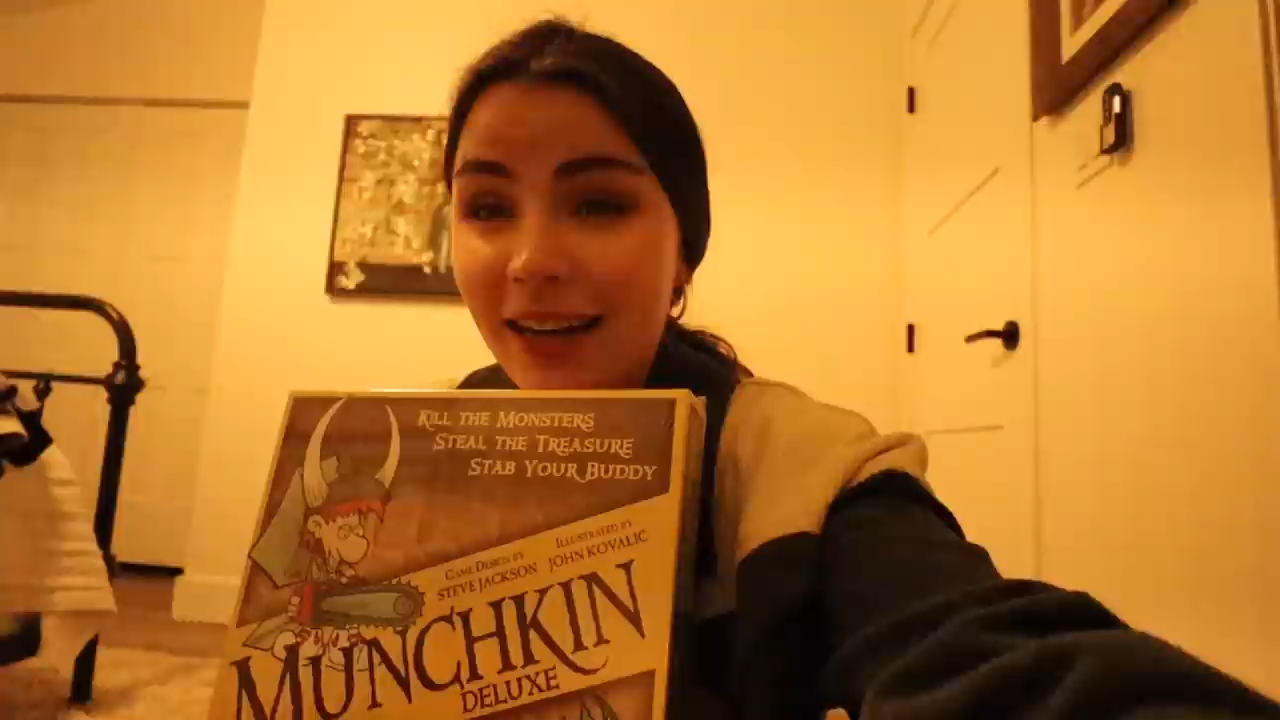 KILL THE MONSTERS
STEAL THE TREASURE
STAB YOUR BUDDY
GAME DESIGN BY
STEVE JACKSON
ILLUSTRATED BY
JOHN KOVALIC
MUNCHKIN
DELUXE